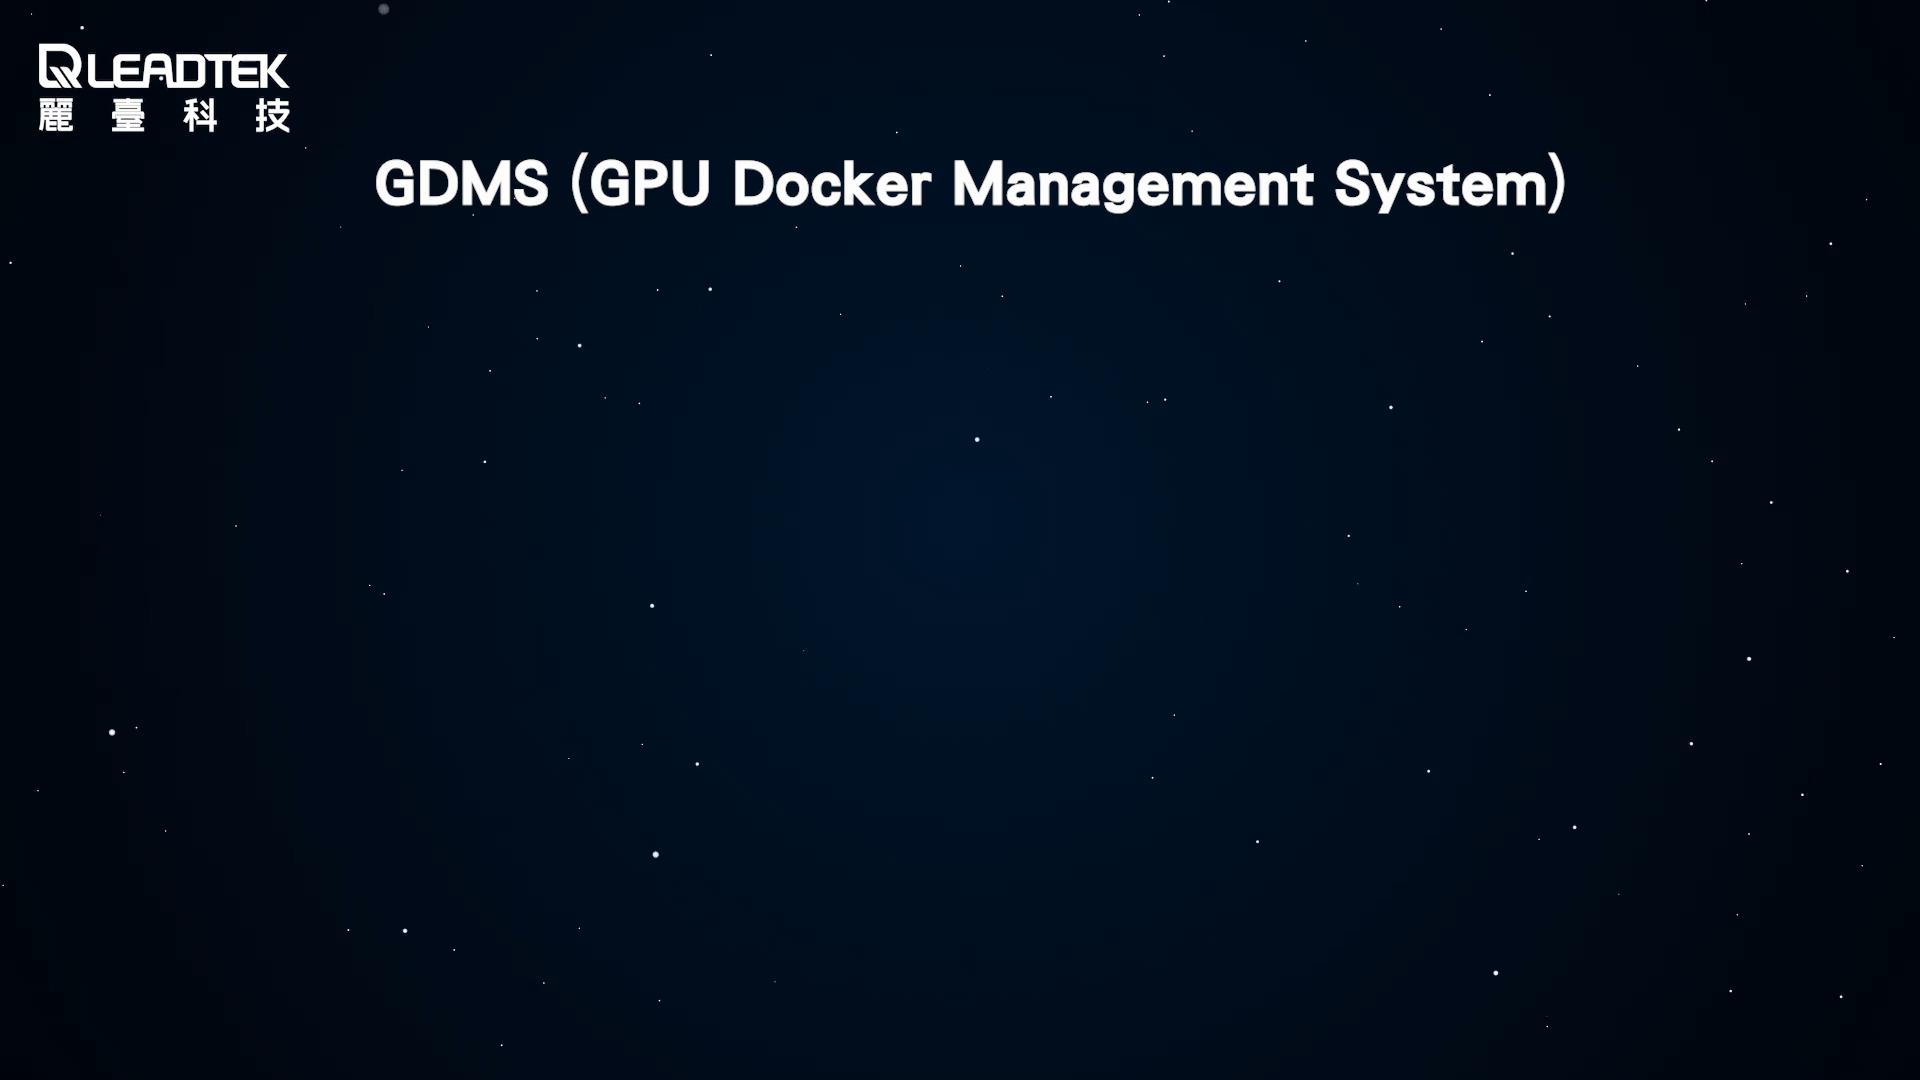 LEADTEK
麗臺科技
GDMS (GPU Docker Management System)